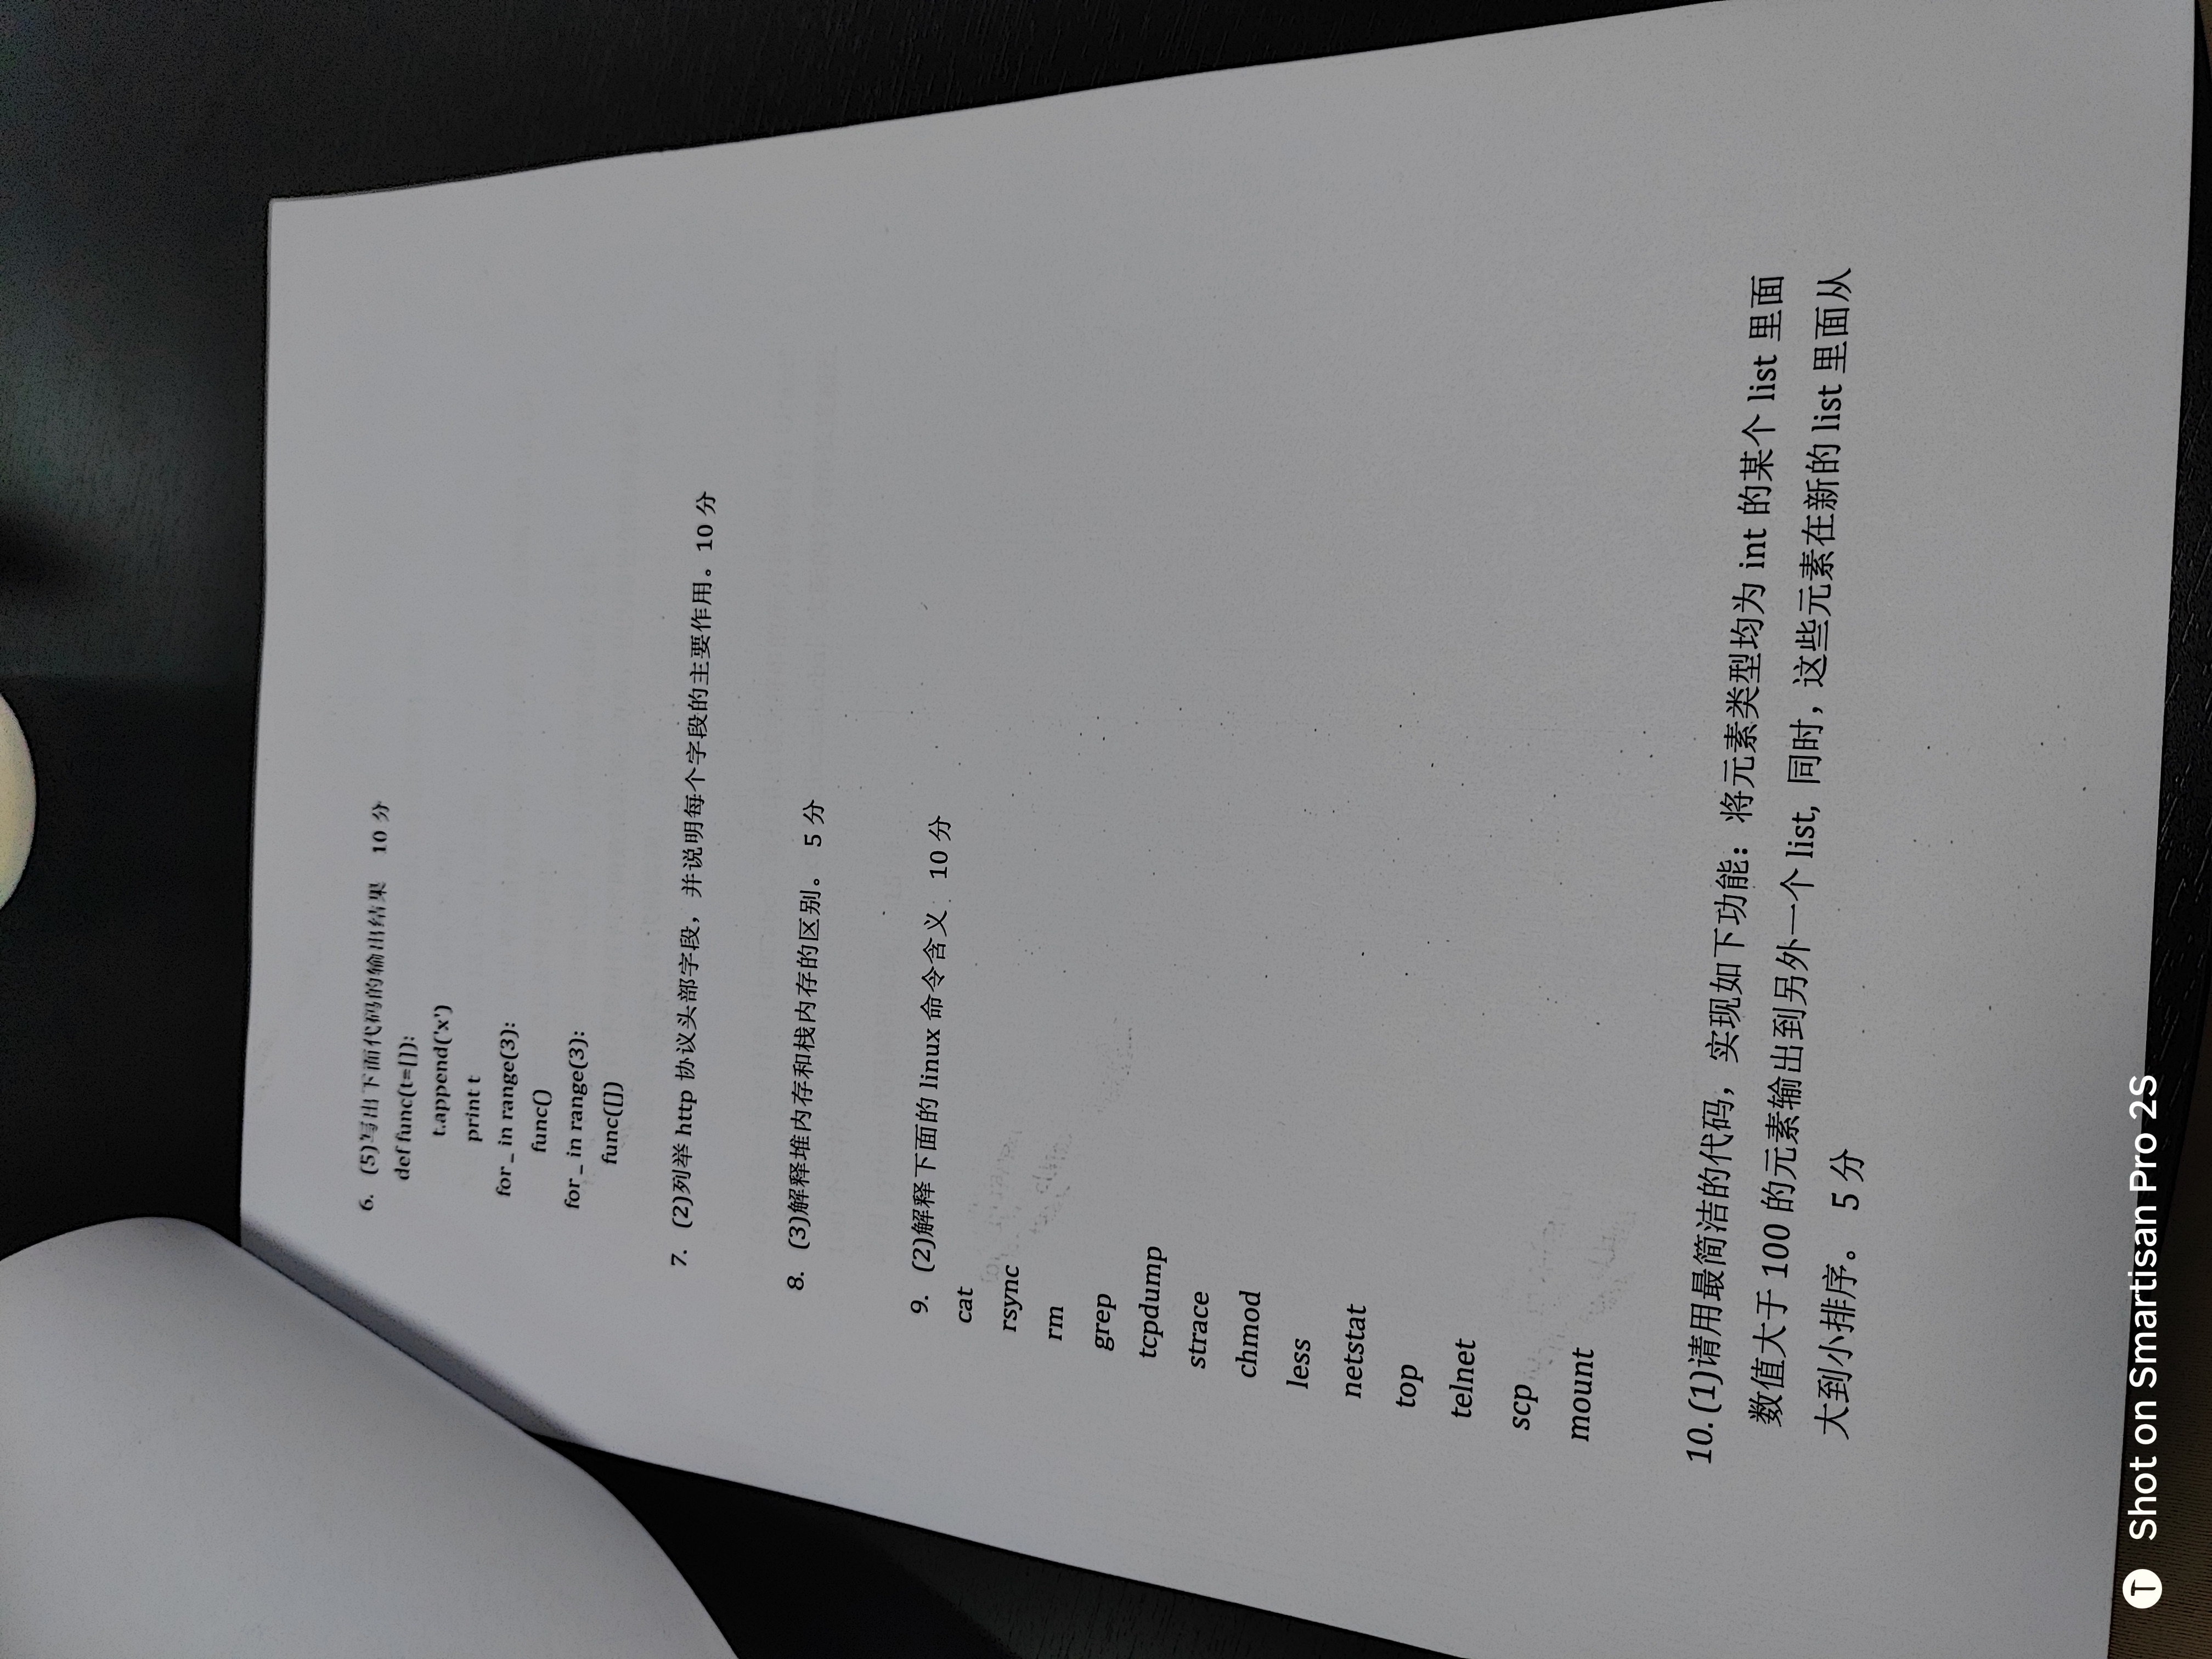 6. (5)写出下面代码的输出结果 10 分
def func(t=[]):
t.append('x')
print t
for _ in range(3):
func()
for _ in range(3):
func([])
7. (2)列举 http 协议头部字段，并说明每个字段的主要作用。10 分
8. (3)解释堆内存和栈内存的区别。 5 分
9. (2)解释下面的 linux 命令含义 10 分
cat
rsync
rm
grep
tcpdump
strace
chmod
less
netstat
top
telnet
scp
mount
10. (1)请用最简洁的代码，实现如下功能：将元素类型均为 int 的某个 list 里面
数值大于 100 的元素输出到另外一个 list, 同时，这些元素在新的 list 里面从
大到小排序。 5 分
Shot on Smartisan Pro 2S